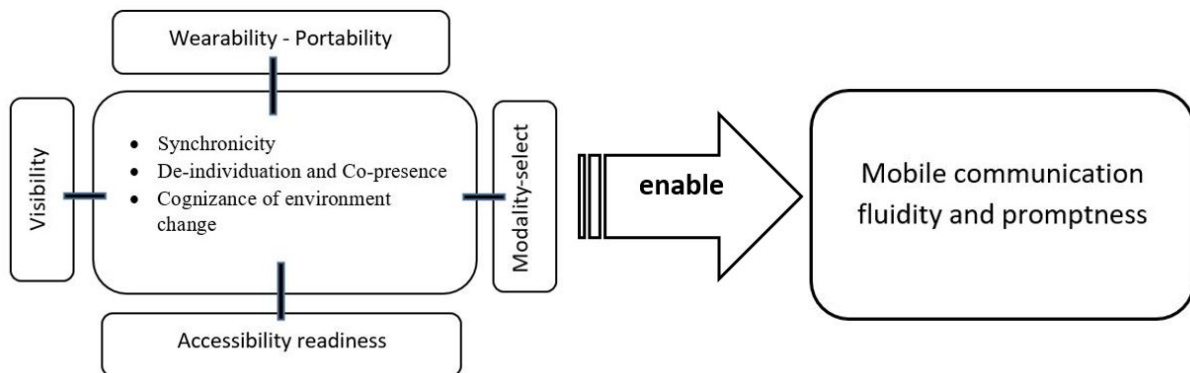 Wearability - Portability
Visibility
• Synchronicity
• De-individuation and Co-presence
• Cognizance of environment
change
Modality-select
Accessibility readiness
enable
Mobile communication
fluidity and promptness